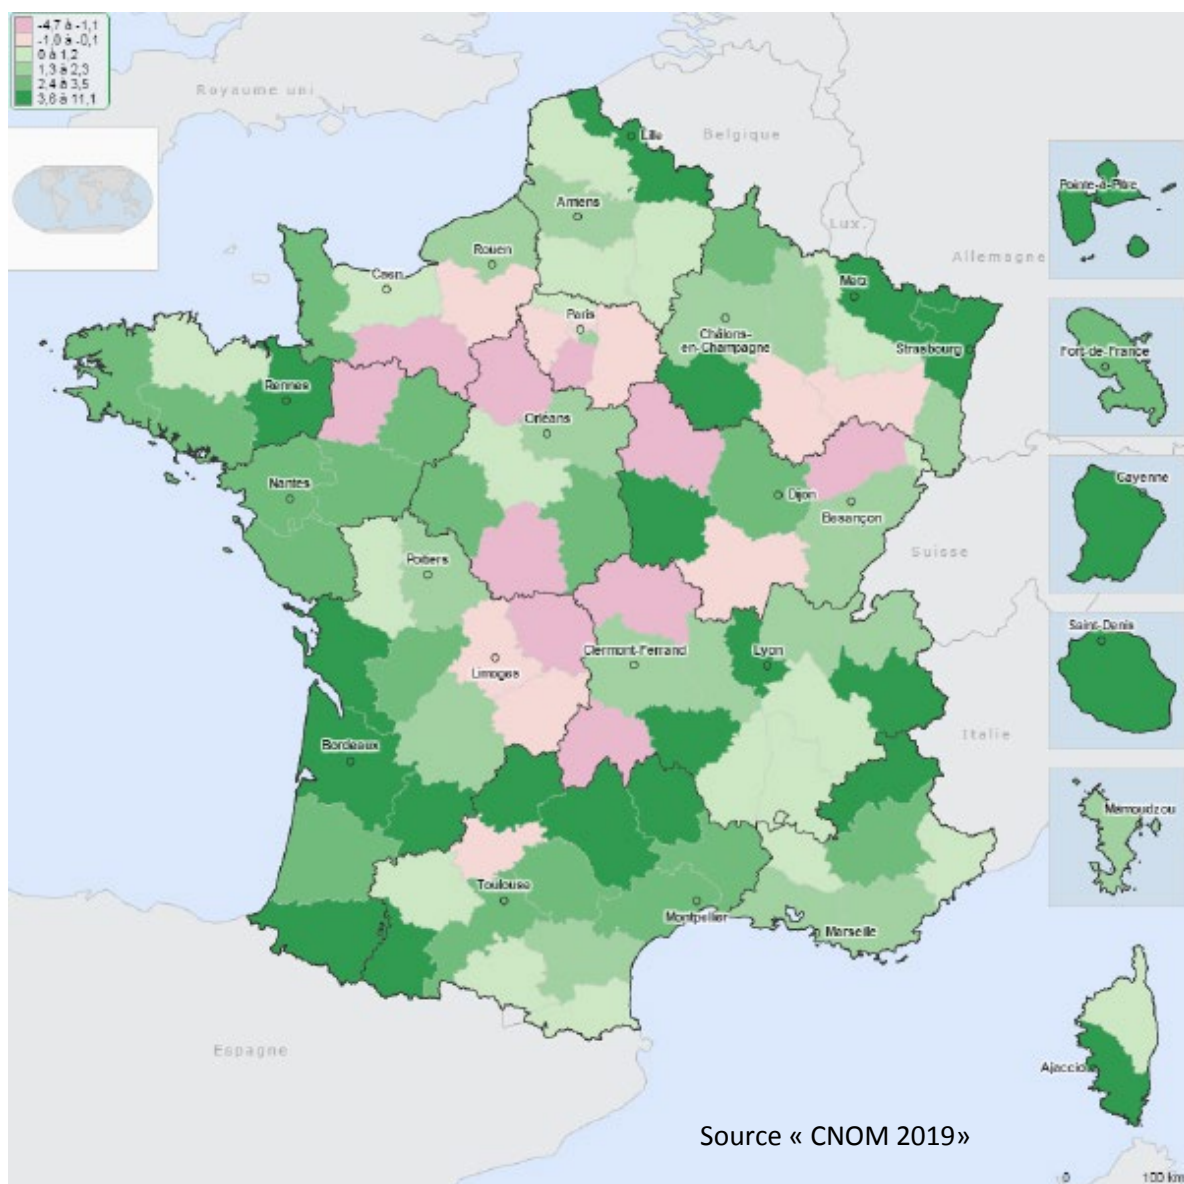 -4,7 à -1,1
-1,0 à -0,1
0 à 1,2
1,3 à 2,3
2,4 à 3,5
3,6 à 11,1
Royaume uni
Belgique
Lille
Pointe-à-Pitre
Amiens
Lux.
Rouen
Allemagne
Caen
Metz
Paris
Châlons-
en-Champagne
Strasbourg
Fort-de-France
Rennes
Orléans
Cayenne
Nantes
Dijon
Besançon
Suisse
Poitiers
Saint-Denis
Clermont-Ferrand
Lyon
Limoges
Italie
Bordeaux
Mamoudzou
Toulouse
Montpellier
Marseille
Espagne
Ajaccio
Source « CNOM 2019»
0 100 km